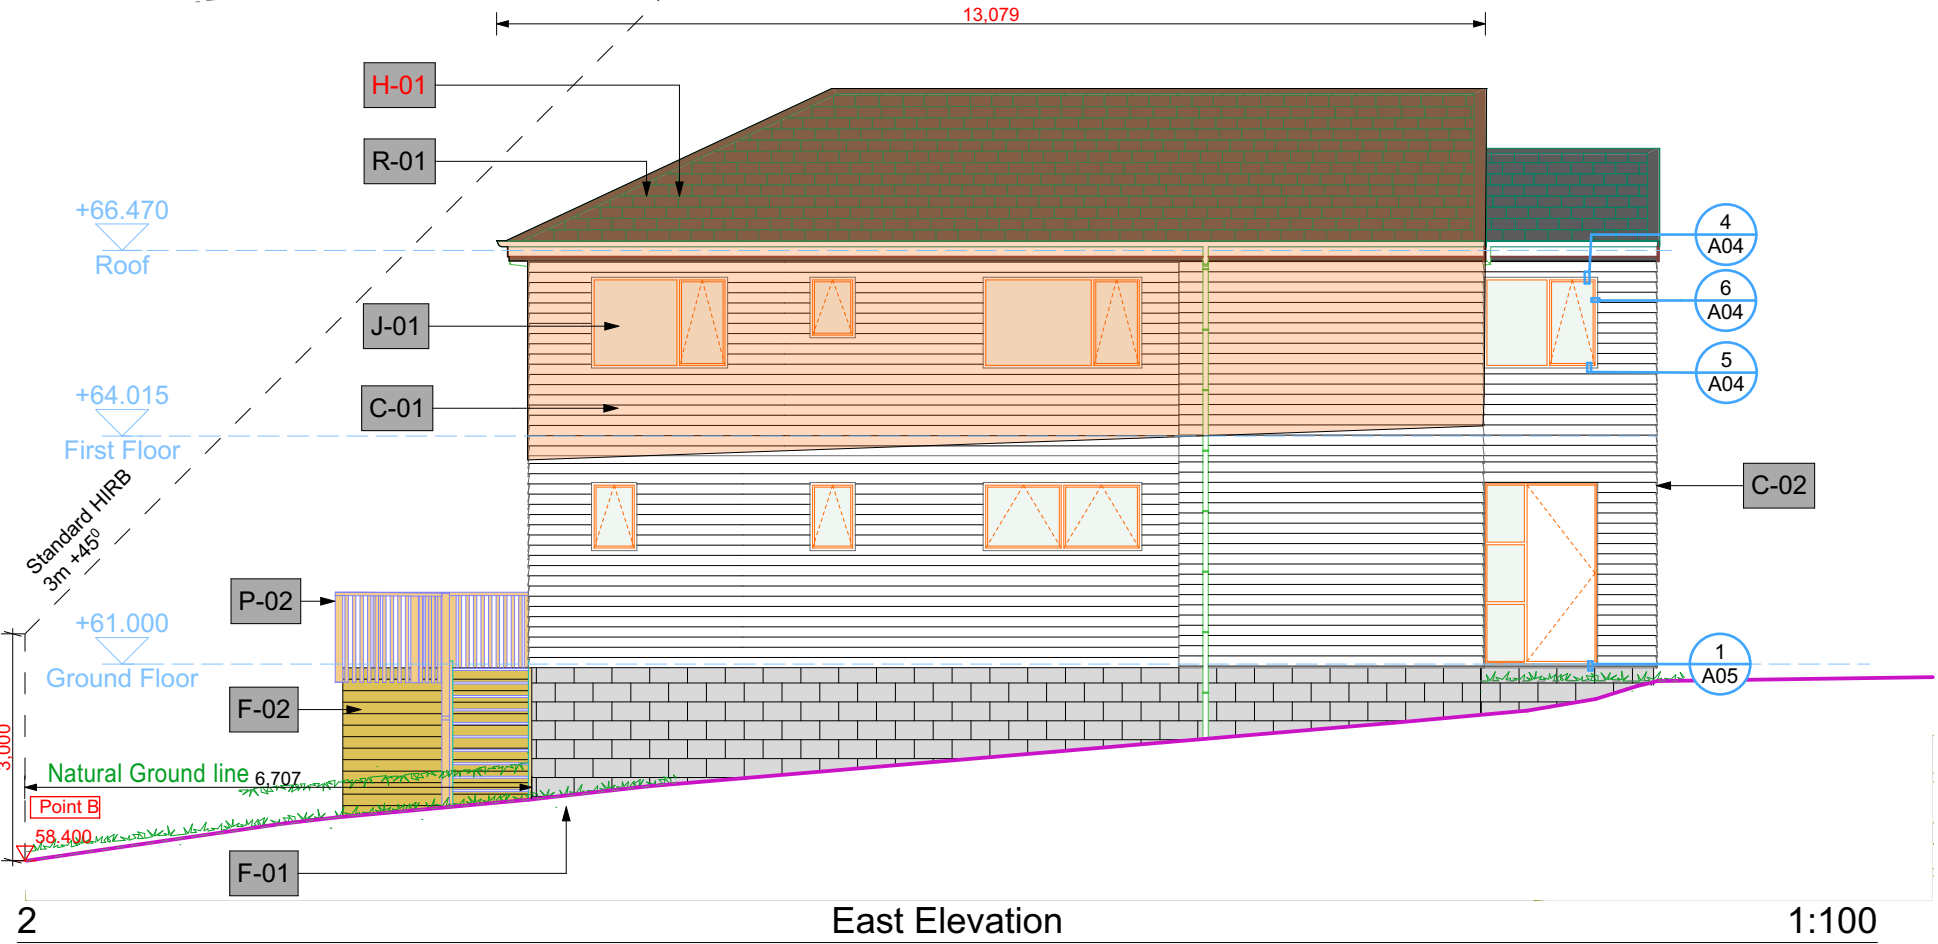 13,079
H-01
R-01
+66.470
Roof
4
A04
6
A04
J-01
5
A04
+64.015
First Floor
C-01
C-02
Standard HIRB
3m +45⁰
P-02
+61.000
Ground Floor
1
A05
F-02
3,000
Natural Ground line
6,707
Point B
58.400
F-01
2
East Elevation
1:100